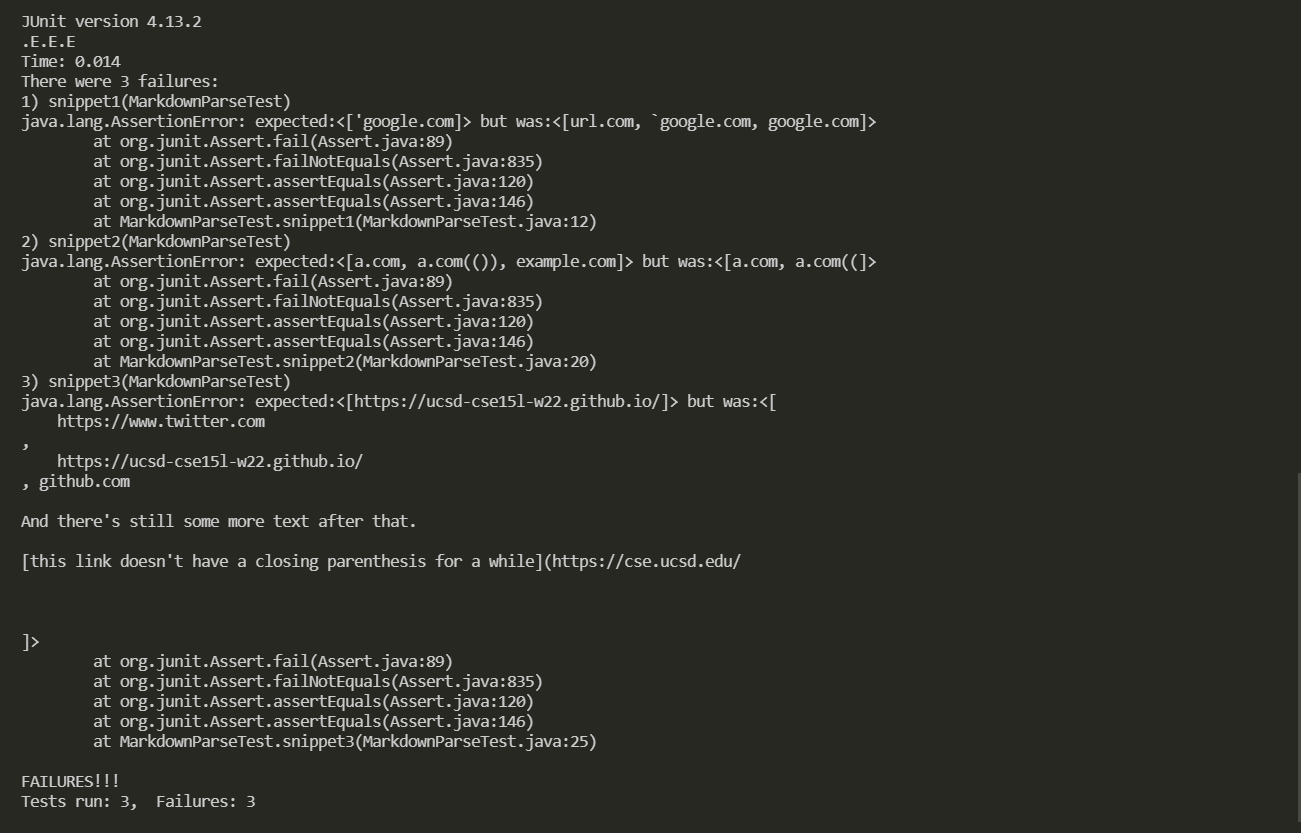 JUnit version 4.13.2
.E.E.E
Time: 0.014
There were 3 failures:
1) snippet1(MarkdownParseTest)
java.lang.AssertionError: expected:<['google.com]> but was:<[url.com, `google.com, google.com]>
        at org.junit.Assert.fail(Assert.java:89)
        at org.junit.Assert.failNotEquals(Assert.java:835)
        at org.junit.Assert.assertEquals(Assert.java:120)
        at org.junit.Assert.assertEquals(Assert.java:146)
        at MarkdownParseTest.snippet1(MarkdownParseTest.java:12)
2) snippet2(MarkdownParseTest)
java.lang.AssertionError: expected:<[a.com, a.com(()), example.com]> but was:<[a.com, a.com((]>
        at org.junit.Assert.fail(Assert.java:89)
        at org.junit.Assert.failNotEquals(Assert.java:835)
        at org.junit.Assert.assertEquals(Assert.java:120)
        at org.junit.Assert.assertEquals(Assert.java:146)
        at MarkdownParseTest.snippet2(MarkdownParseTest.java:20)
3) snippet3(MarkdownParseTest)
java.lang.AssertionError: expected:<[https://ucsd-cse15l-w22.github.io/]> but was:<[
    https://www.twitter.com
,
    https://ucsd-cse15l-w22.github.io/
, github.com

And there's still some more text after that.

[this link doesn't have a closing parenthesis for a while](https://cse.ucsd.edu/

]>
        at org.junit.Assert.fail(Assert.java:89)
        at org.junit.Assert.failNotEquals(Assert.java:835)
        at org.junit.Assert.assertEquals(Assert.java:120)
        at org.junit.Assert.assertEquals(Assert.java:146)
        at MarkdownParseTest.snippet3(MarkdownParseTest.java:25)

FAILURES!!!
Tests run: 3,  Failures: 3